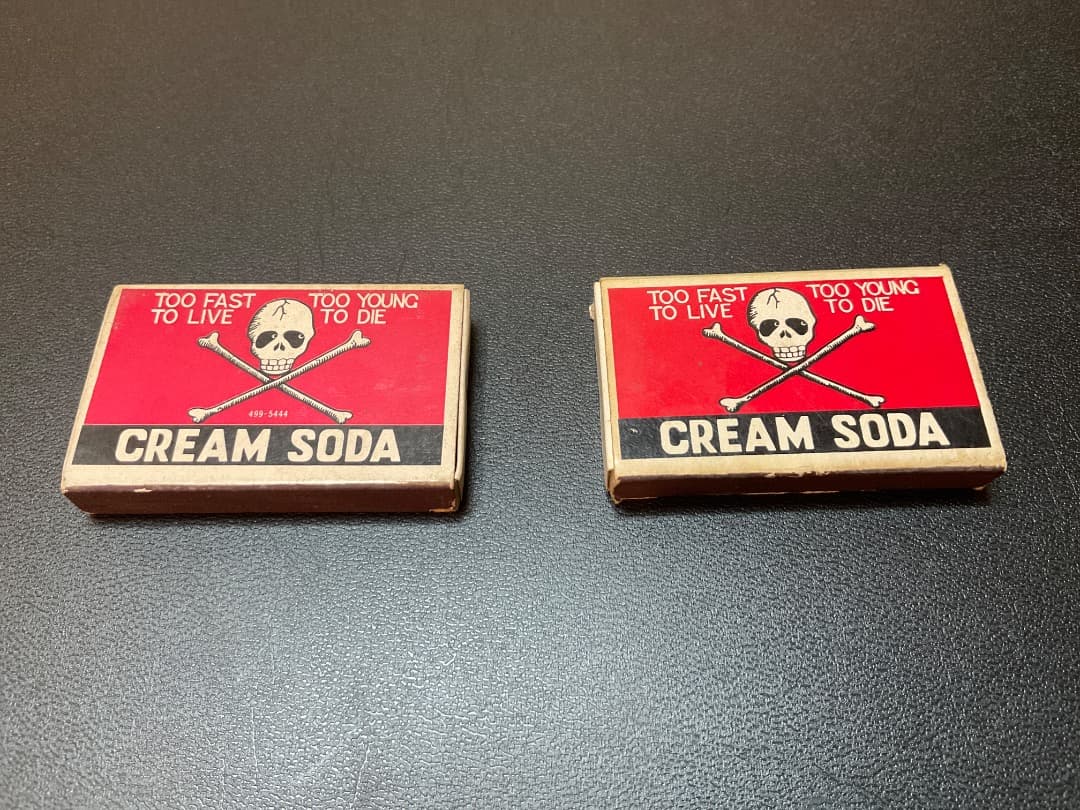 TOO FAST
TO LIVE
TOO YOUNG
TO DIE
499-5444
CREAM SODA
TOO FAST
TO LIVE
TOO YOUNG
TO DIE
CREAM SODA